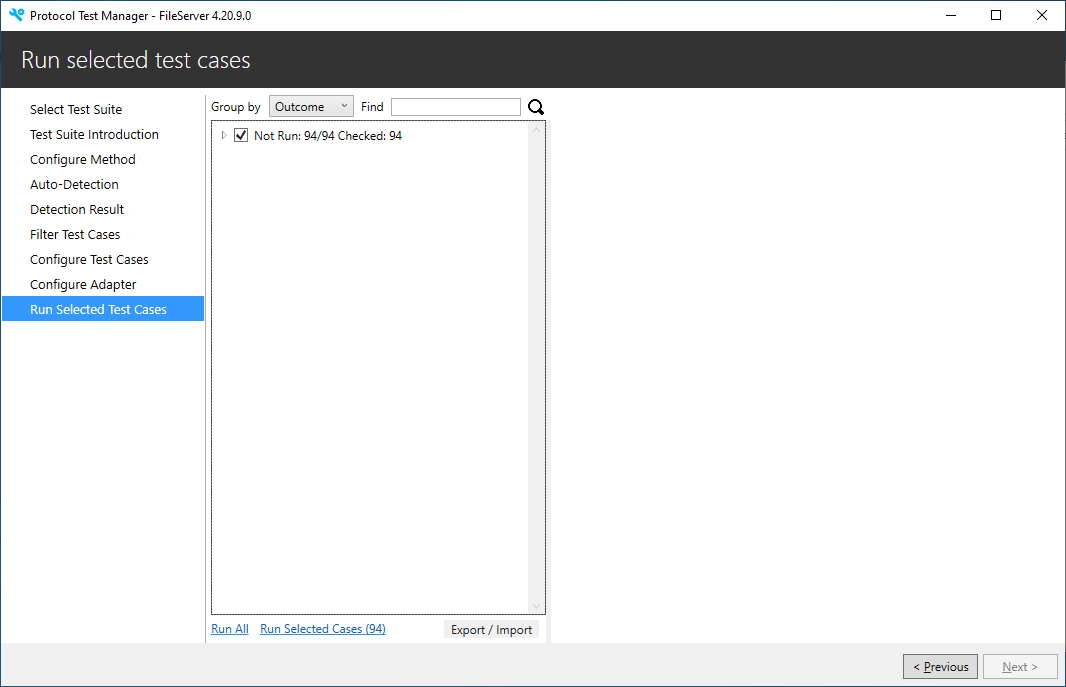 Protocol Test Manager - FileServer 4.20.9.0
Run selected test cases
Select Test Suite
Test Suite Introduction
Configure Method
Auto-Detection
Detection Result
Filter Test Cases
Configure Test Cases
Configure Adapter
Run Selected Test Cases
Group by Outcome Find
Not Run: 94/94 Checked: 94
Run All Run Selected Cases (94) Export / Import
< Previous Next >